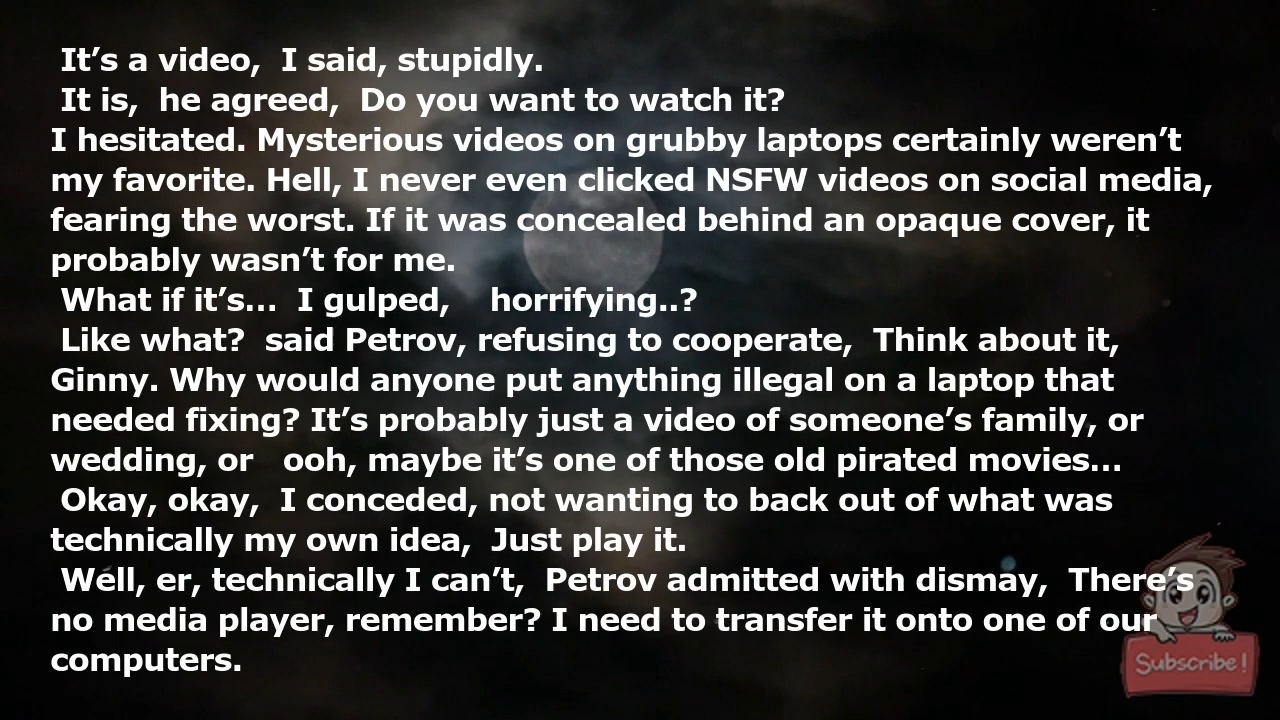 It’s a video,  I said, stupidly.
It is,  he agreed,  Do you want to watch it?
I hesitated. Mysterious videos on grubby laptops certainly weren’t
my favorite. Hell, I never even clicked NSFW videos on social media,
fearing the worst. If it was concealed behind an opaque cover, it
probably wasn’t for me.
What if it’s…  I gulped,    horrifying..?
Like what?  said Petrov, refusing to cooperate,  Think about it,
Ginny. Why would anyone put anything illegal on a laptop that
needed fixing? It’s probably just a video of someone’s family, or
wedding, or   ooh, maybe it’s one of those old pirated movies…
Okay, okay,  I conceded, not wanting to back out of what was
technically my own idea,  Just play it.
Well, er, technically I can’t,  Petrov admitted with dismay,  There’s
no media player, remember? I need to transfer it onto one of our
computers.
Subscribe!